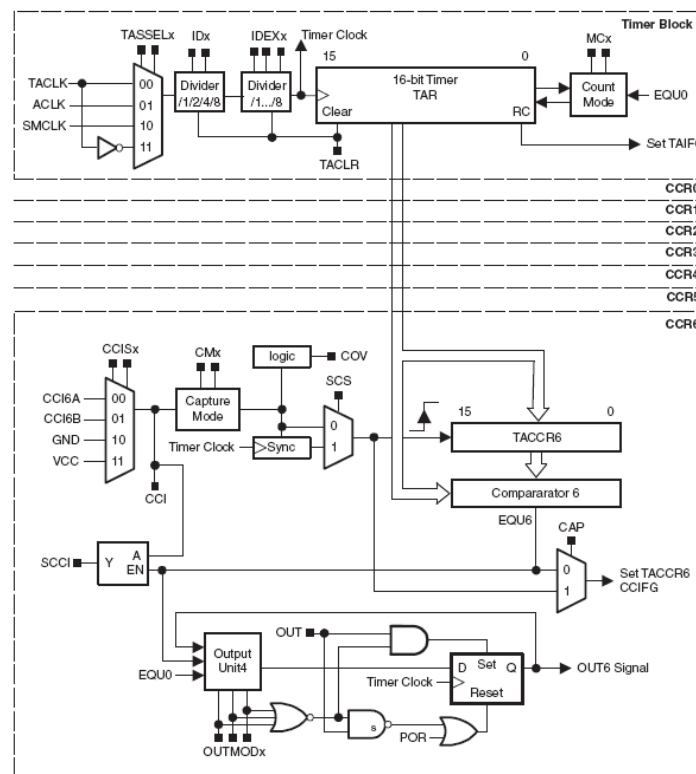 Timer Block
TASSELx
IDx
IDEXx
Timer Clock
15
0
MCx
TACLK
ACLK
SMCLK
00
01
10
11
Divider
/1/2/4/8
Divider
/1.../8
16-bit Timer
TAR
Clear
RC
Count
Mode
EQU0
Set TAIFG
TACLR
CCR0
CCR1
CCR2
CCR3
CCR4
CCR5
CCR6
CCISx
CMx
logic
COV
SCS
CCI6A
CCI6B
GND
VCC
00
01
10
11
Capture
Mode
Timer Clock
Sync
0
1
15
0
TACCR6
CCI
Compararator 6
EQU6
CAP
SCCI
Y
A
EN
0
1
Set TACCR6
CCIFG
OUT
EQU0
Output
Unit4
D
Set
Q
OUT6 Signal
Timer Clock
Reset
OUTMODx
s
POR